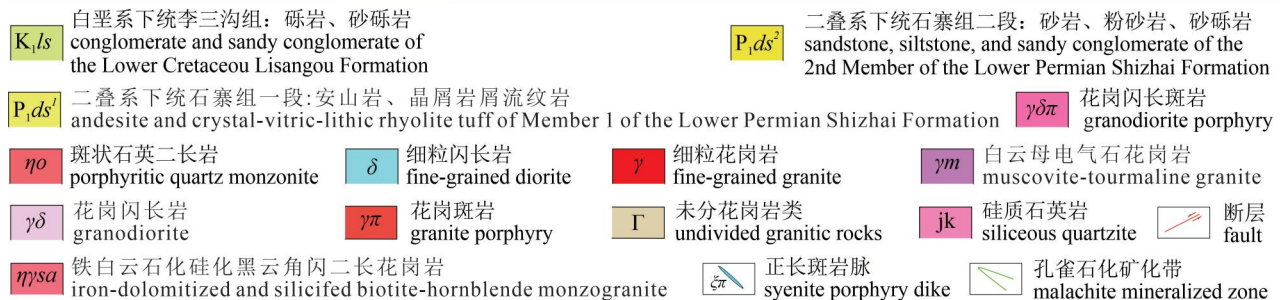 K₁ls 白垩系下统李三沟组：砾岩、砂砾岩
conglomerate and sandy conglomerate of
the Lower Cretaceou Lisangou Formation
P₁ds² 二叠系下统石寨组二段：砂岩、粉砂岩、砂砾岩
sandstone, siltstone, and sandy conglomerate of the
2nd Member of the Lower Permian Shizhai Formation
P₁ds¹ 二叠系下统石寨组一段:安山岩、晶屑岩屑流纹岩
andesite and crystal-vitric-lithic rhyolite tuff of Member 1 of the Lower Permian Shizhai Formation
γδπ 花岗闪长斑岩
granodiorite porphyry
ηo 斑状石英二长岩
porphyritic quartz monzonite
δ 细粒闪长岩
fine-grained diorite
γ 细粒花岗岩
fine-grained granite
γm 白云母电气石花岗岩
muscovite-tourmaline granite
γδ 花岗闪长岩
granodiorite
γπ 花岗斑岩
granite porphyry
Γ 未分花岗岩类
undivided granitic rocks
jk 硅质石英岩
siliceous quartzite
断层
fault
ηγsa 铁白云石化硅化黑云角闪二长花岗岩
iron-dolomitized and silicifed biotite-hornblende monzogranite
ξπ 正长斑岩脉
syenite porphyry dike
孔雀石化矿化带
malachite mineralized zone